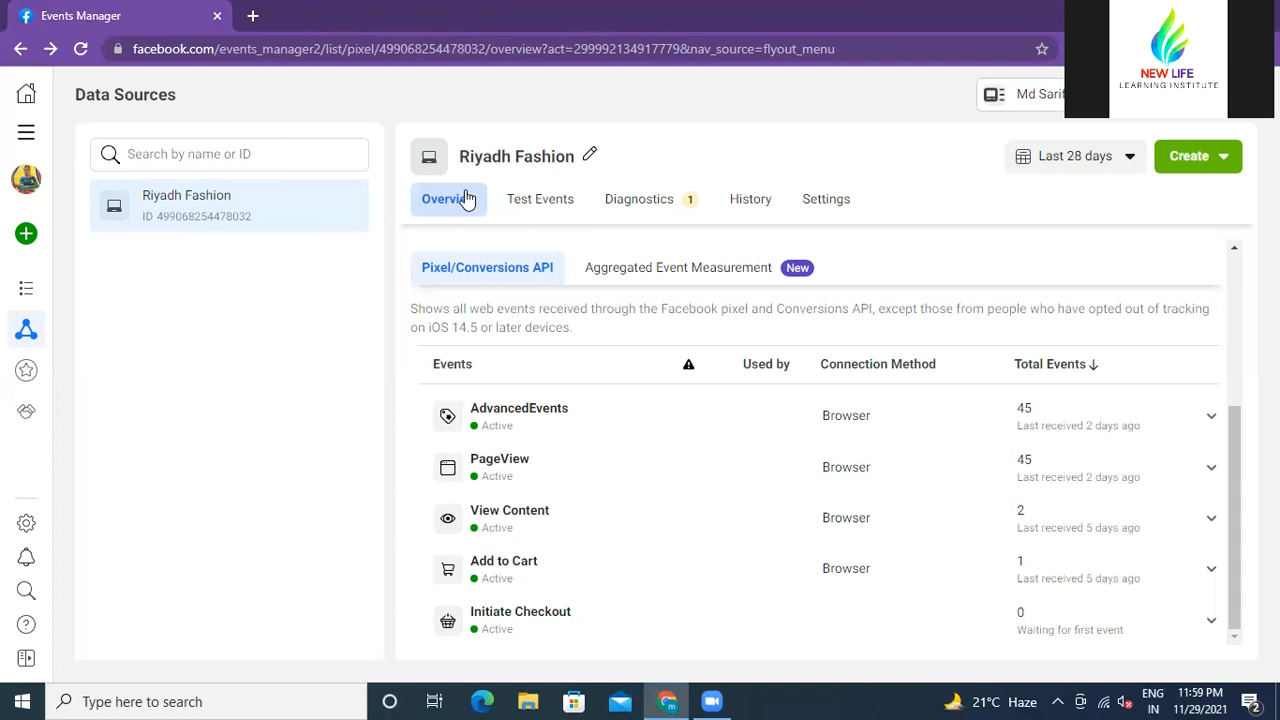 Events Manager
facebook.com/events_manager2/list/pixel/499068254478032/overview?act=2999921349177798&nav_source=flyout_menu
NEW LIFE
LEARNING INSTITUTE
Data Sources
Md Sarif
Search by name or ID
Riyadh Fashion
ID 499068254478032
Riyadh Fashion
Last 28 days
Create
Overview
Test Events
Diagnostics 1
History
Settings
Pixel/Conversions API
Aggregated Event Measurement New
Shows all web events received through the Facebook pixel and Conversions API, except those from people who have opted out of tracking
on iOS 14.5 or later devices.
Events Used by Connection Method Total Events
AdvancedEvents
Active
Browser
45
Last received 2 days ago
PageView
Active
Browser
45
Last received 2 days ago
View Content
Active
Browser
2
Last received 5 days ago
Add to Cart
Active
Browser
1
Last received 5 days ago
Initiate Checkout
Active
0
Waiting for first event
Type here to search
21°C Haze
ENG
IN
11:59 PM
11/29/2021
2